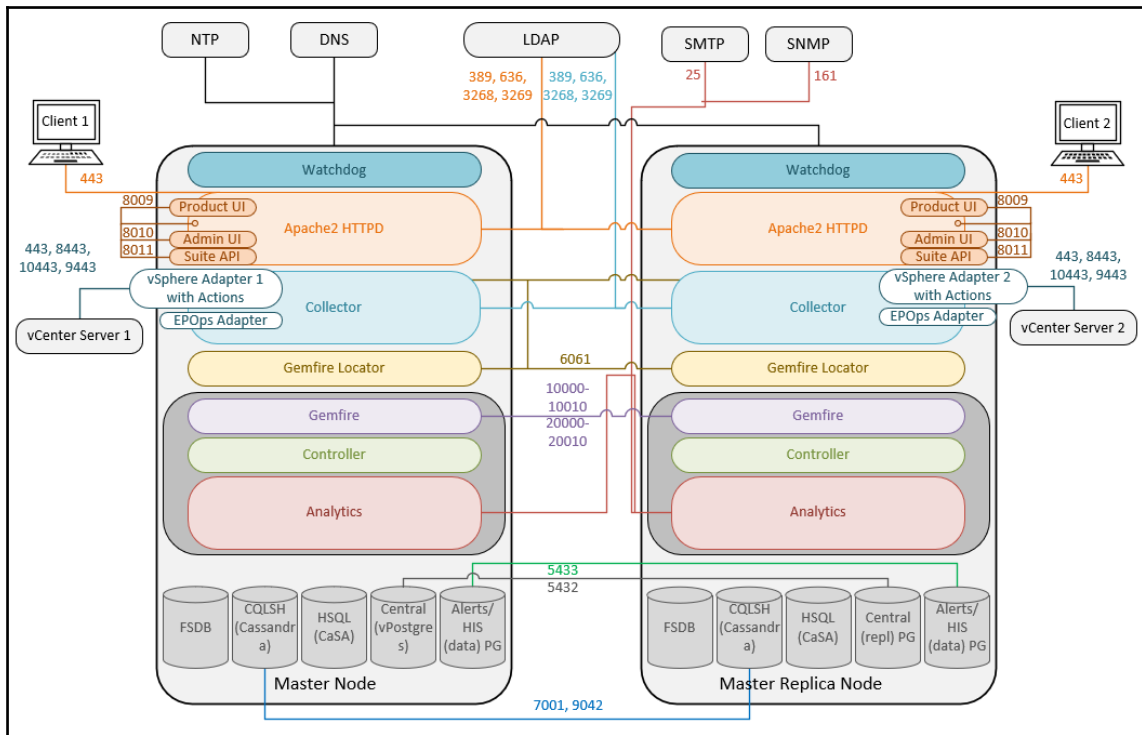 NTP
DNS
LDAP
SMTP
SNMP
389, 636,
3268, 3269
389, 636,
3268, 3269
25
161
Client 1
Client 2
443
443
Watchdog
Watchdog
8009
Product UI
Apache2 HTTPD
8010
Admin UI
8011
Suite API
Product UI
8009
Apache2 HTTPD
Admin UI
8010
Suite API
8011
443, 8443,
10443, 9443
443, 8443,
10443, 9443
vSphere Adapter 1
with Actions
Collector
EPOps Adapter
vCenter Server 1
vSphere Adapter 2
with Actions
Collector
EPOps Adapter
vCenter Server 2
Gemfire Locator
6061
Gemfire Locator
10000-
10010
20000-
20010
Gemfire
Gemfire
Controller
Controller
Analytics
Analytics
5433
5432
FSDB
CQLSH
(Cassandr
a)
HSQL
(CaSA)
Central
(vPostgre
s)
Alerts/
HIS
(data) PG
FSDB
CQLSH
(Cassandr
a)
HSQL
(CaSA)
Central
(repl) PG
Alerts/
HIS
(data) PG
Master Node
Master Replica Node
7001, 9042